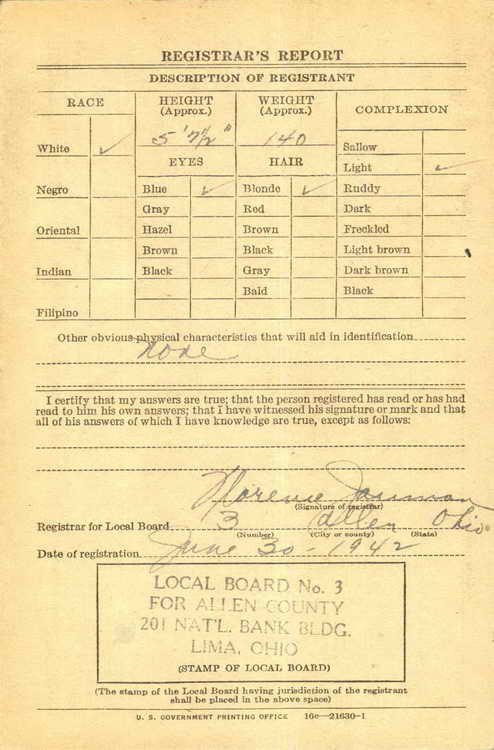 REGISTRAR'S REPORT
DESCRIPTION OF REGISTRANT
RACE
HEIGHT (Approx.)
WEIGHT (Approx.)
COMPLEXION
5' 7½"
140
White ✓
EYES
HAIR
Sallow
Light ✓
Negro
Blue ✓
Blonde ✓
Ruddy
Gray
Red
Dark
Oriental
Hazel
Brown
Freckled
Brown
Black
Light brown
Indian
Black
Gray
Dark brown
Bald
Black
Filipino
Other obvious physical characteristics that will aid in identification
none
I certify that my answers are true; that the person registered has read or has had
read to him his own answers; that I have witnessed his signature or mark and that
all of his answers of which I have knowledge are true, except as follows:
Florence
(Signature of registrar)
Registrar for Local Board 3 Allen Ohio
(Number) (City or county) (State)
Date of registration June 30 - 1942
LOCAL BOARD No. 3
FOR ALLEN COUNTY
201 NAT'L. BANK BLDG.
LIMA, OHIO
(STAMP OF LOCAL BOARD)
(The stamp of the Local Board having jurisdiction of the registrant
shall be placed in the above space)
U. S. GOVERNMENT PRINTING OFFICE 16c—21630-1